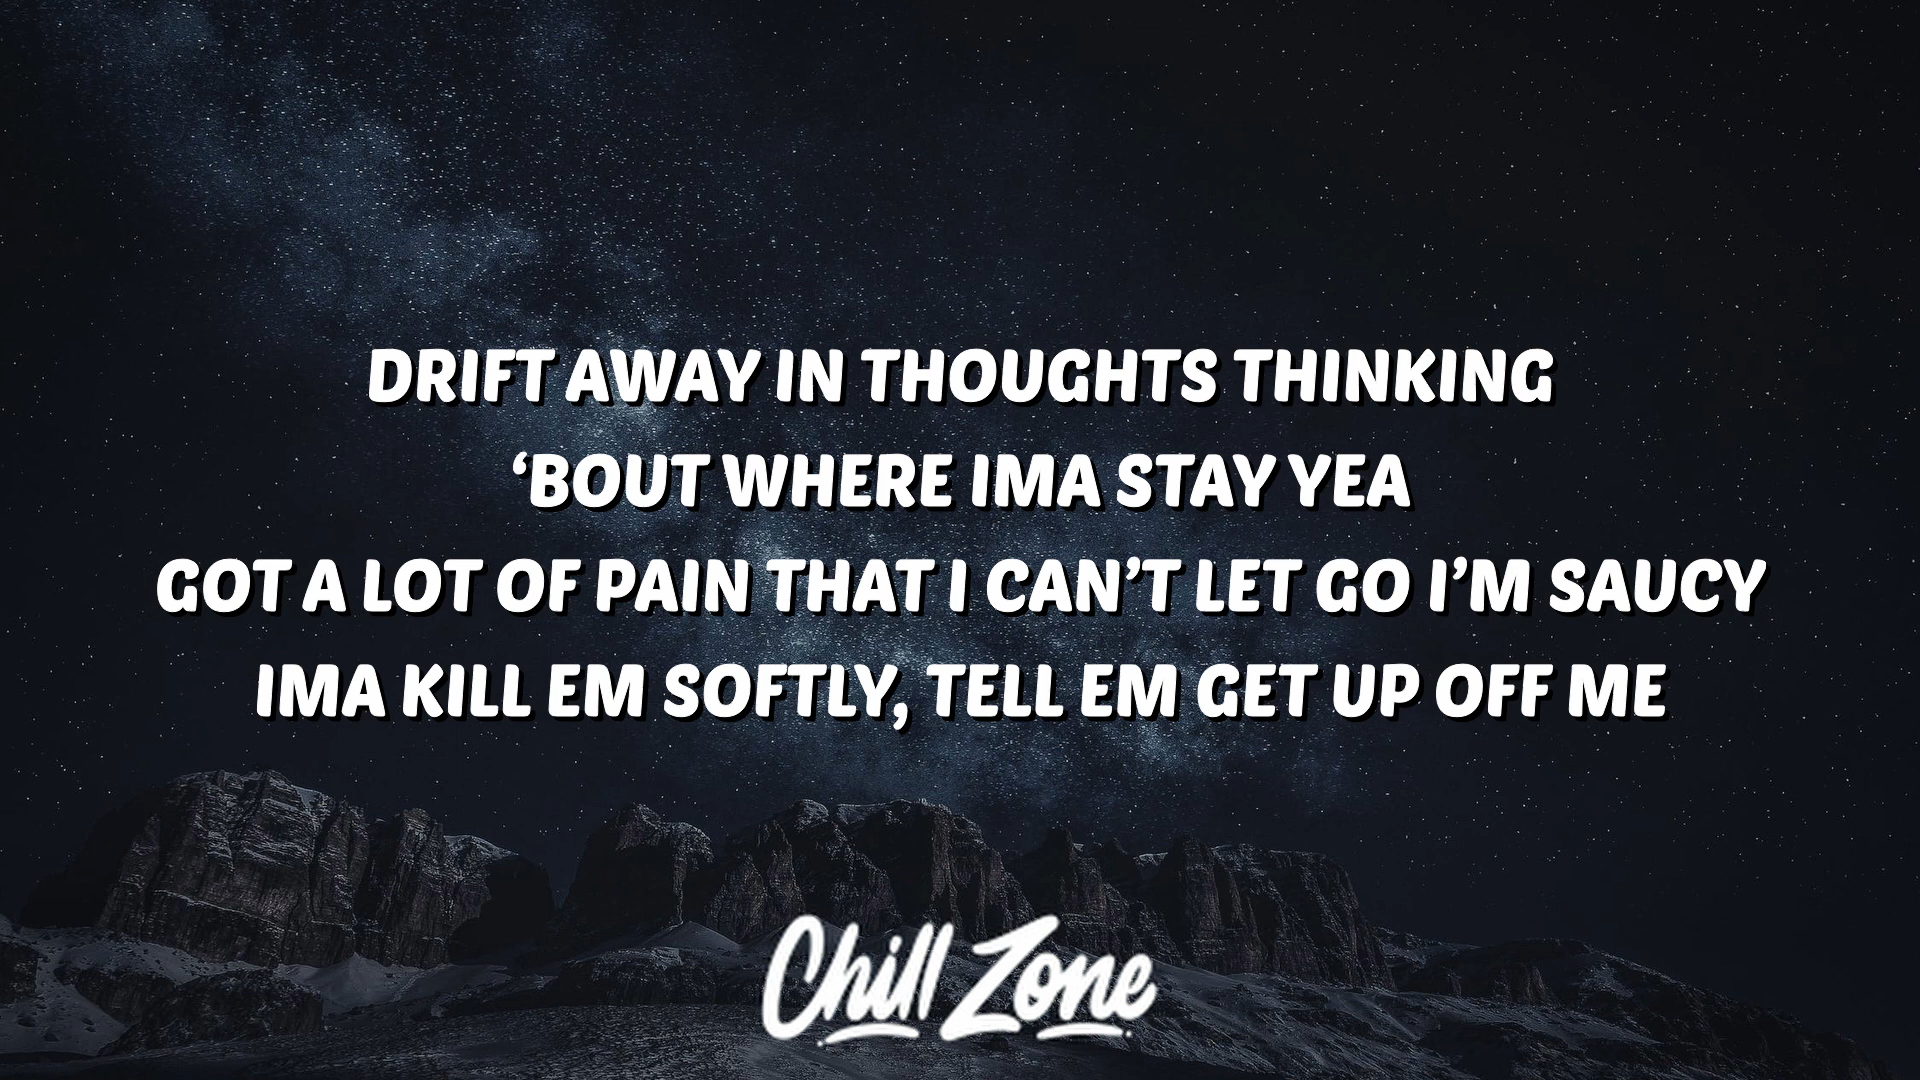 DRIFT AWAY IN THOUGHTS THINKING
‘BOUT WHERE IMA STAY YEA
GOT A LOT OF PAIN THAT I CAN’T LET GO I’M SAUCY
IMA KILL EM SOFTLY, TELL EM GET UP OFF ME
Chill Zone